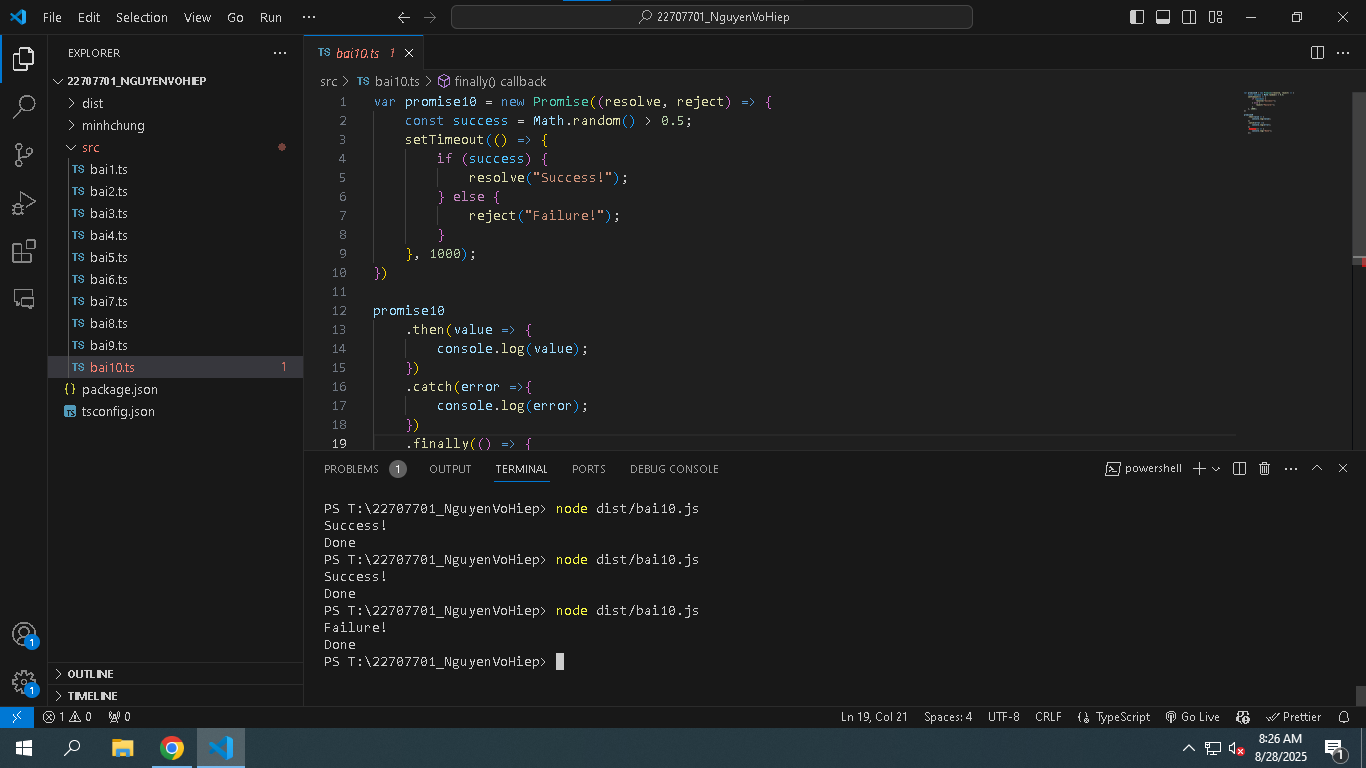 File Edit Selection View Go Run ··· 22707701_NguyenVoHiep
EXPLORER ···
22707701_NGUYENVOHIEP
dist
minhchung
src
TS bai1.ts
TS bai2.ts
TS bai3.ts
TS bai4.ts
TS bai5.ts
TS bai6.ts
TS bai7.ts
TS bai8.ts
TS bai9.ts
TS bai10.ts 1
{} package.json
TS tsconfig.json
OUTLINE
TIMELINE
1
1
TS bai10.ts 1
src > TS bai10.ts > finally() callback
1 var promise10 = new Promise((resolve, reject) => {
2 const success = Math.random() > 0.5;
3 setTimeout(() => {
4 if (success) {
5 resolve("Success!");
6 } else {
7 reject("Failure!");
8 }
9 }, 1000);
10 })
11
12 promise10
13 .then(value => {
14 console.log(value);
15 })
16 .catch(error =>{
17 console.log(error);
18 })
19 .finally(() => {
PROBLEMS 1 OUTPUT TERMINAL PORTS DEBUG CONSOLE powershell
PS T:\22707701_NguyenVoHiep> node dist/bai10.js
Success!
Done
PS T:\22707701_NguyenVoHiep> node dist/bai10.js
Success!
Done
PS T:\22707701_NguyenVoHiep> node dist/bai10.js
Failure!
Done
PS T:\22707701_NguyenVoHiep>
1 0 0 Ln 19, Col 21 Spaces: 4 UTF-8 CRLF {} TypeScript Go Live Prettier
8:26 AM
8/28/2025
1